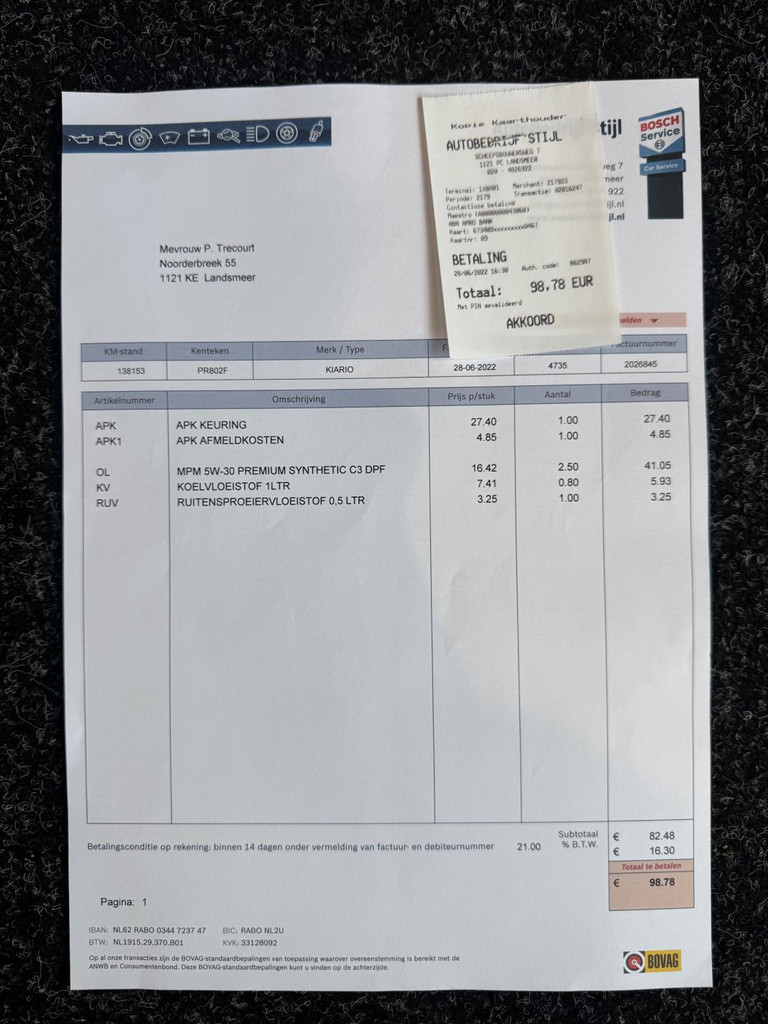 Kopie Kaarthouder
AUTOBEDRIJF STIJL
SCHEEPSBOUWERSWEG 7
1121 PC LANDSMEER
020 - 4826922
Terminal: 1XBM01 Merchant: 217923
Periode: 2179 Transactie: 02816247
Contactloze betaling
Maestro (A0000000043060)
ABN AMRO BANK
Kaart: 673400xxxxxxxxx0467
Kaartnr: 09
BETALING
28/06/2022 16:30 Auth. code: 862907
Totaal: 98,78 EUR
Met PIN gevalideerd
AKKOORD
tijl
BOSCH
Service
Car Service
weg 7
meer
922
ijl.nl
jl.nl
Mevrouw P. Trecourt
Noorderbreek 55
1121 KE Landsmeer
elden
KM-stand Kenteken Merk / Type F actuurnummer
138153 PR802F KIARIO 28-06-2022 4735 2026845
Artikelnummer Omschrijving Prijs p/stuk Aantal Bedrag
APK APK KEURING 27.40 1.00 27.40
APK1 APK AFMELDKOSTEN 4.85 1.00 4.85
OL MPM 5W-30 PREMIUM SYNTHETIC C3 DPF 16.42 2.50 41.05
KV KOELVLOEISTOF 1LTR 7.41 0.80 5.93
RUV RUITENSPROEIERVLOEISTOF 0,5 LTR 3.25 1.00 3.25
Subtotaal € 82.48
Betalingsconditie op rekening: binnen 14 dagen onder vermelding van factuur- en debiteurnummer 21.00 % B.T.W. € 16.30
Totaal te betalen
€ 98.78
Pagina: 1
IBAN: NL62 RABO 0344 7237 47 BIC: RABO NL2U
BTW: NL1915.29.370.B01 KVK: 33128092
Op al onze transacties zijn de BOVAG-standaardbepalingen van toepassing waarover overeenstemming is bereikt met de
ANWB en Consumentenbond. Deze BOVAG-standaardbepalingen kunt u vinden op de achterzijde.
BOVAG